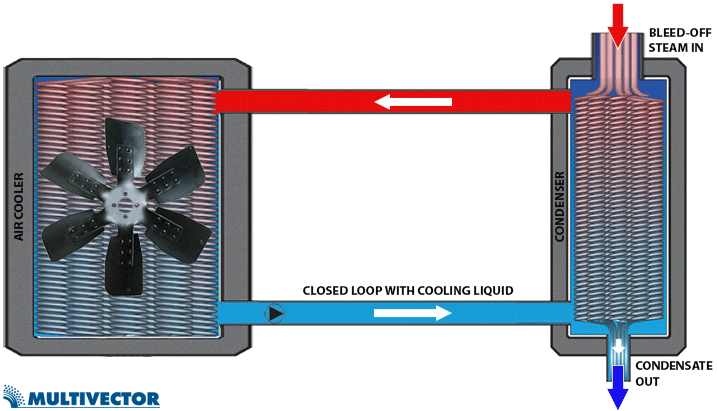 BLEED-OFF
STEAM IN
AIR COOLER
CONDENSER
CLOSED LOOP WITH COOLING LIQUID
CONDENSATE
OUT
MULTIVECTOR